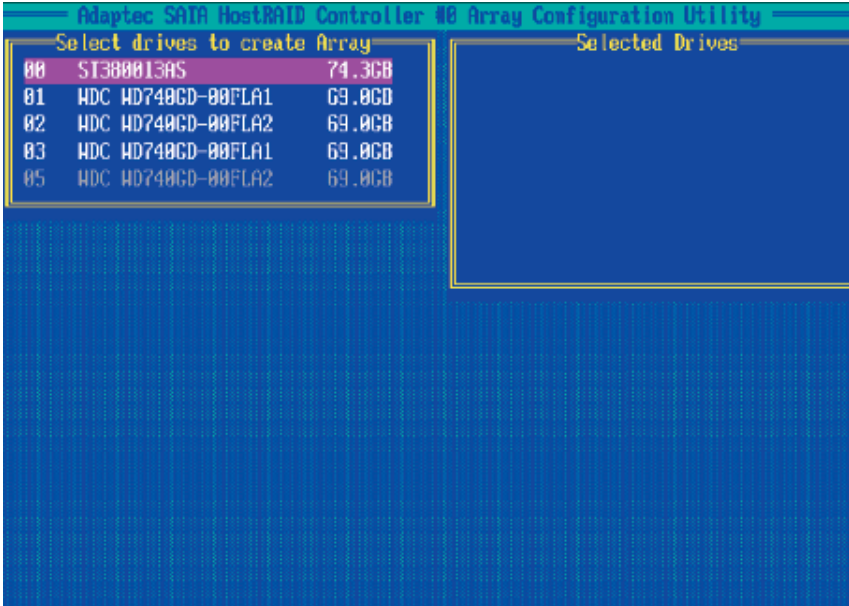 Adaptec SATA HostRAID Controller #0 Array Configuration Utility
Select drives to create Array
00 ST380013AS 74.3GB
01 WDC WD740GD-00FLA1 69.0GB
02 WDC WD740GD-00FLA2 69.0GB
03 WDC WD740GD-00FLA1 69.0GB
05 WDC WD740GD-00FLA2 69.0GB
Selected Drives